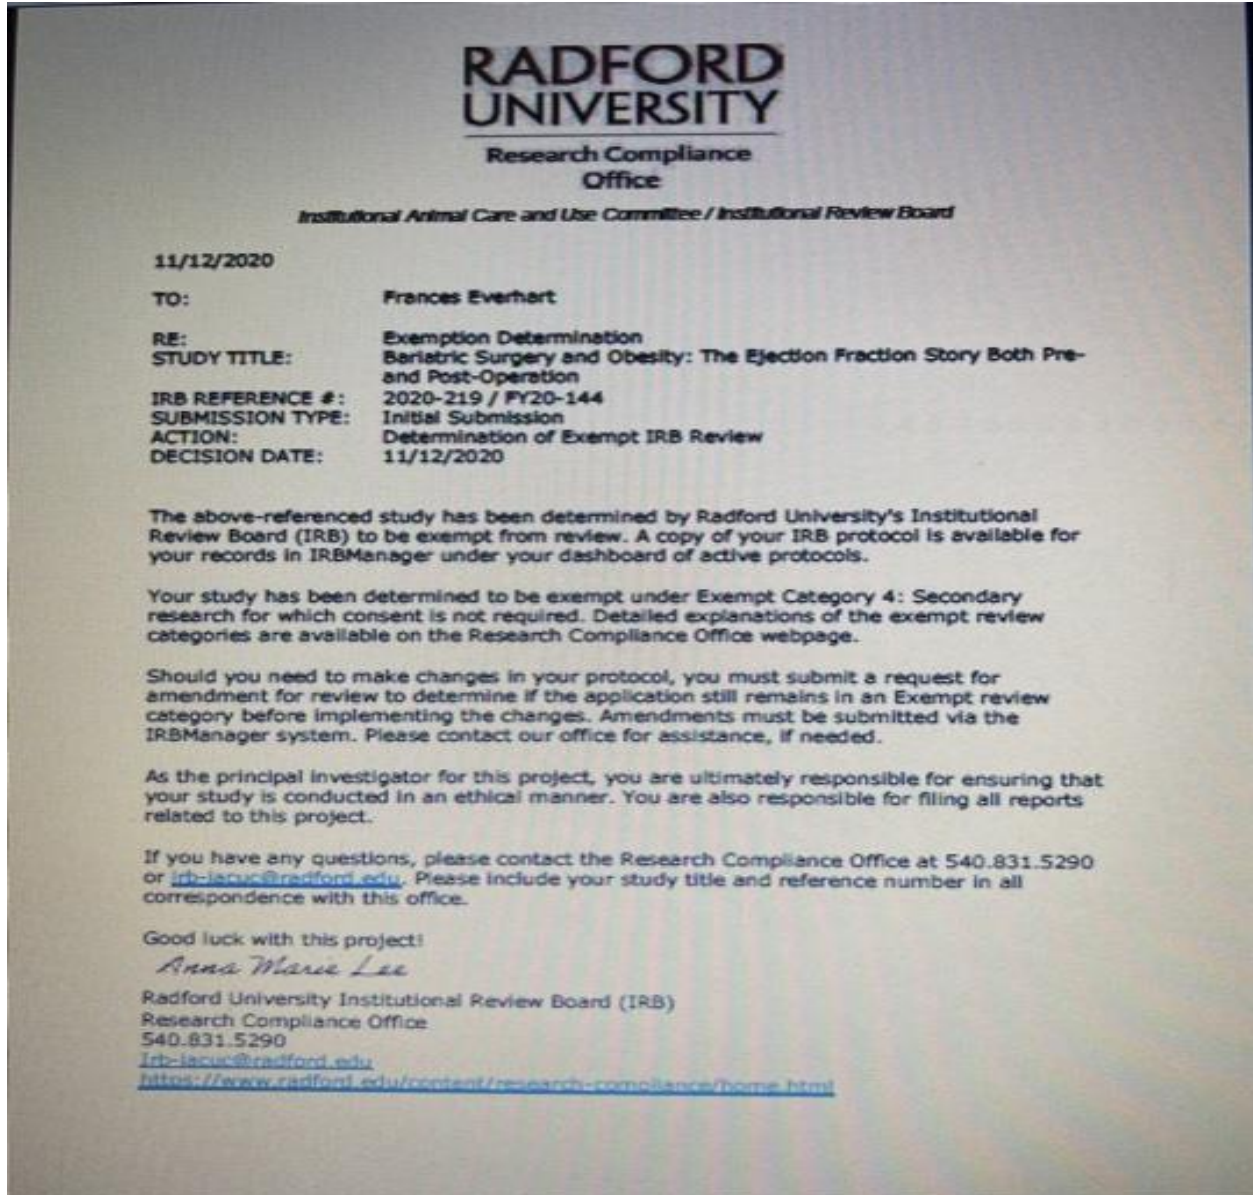 RADFORD
UNIVERSITY
Research Compliance
Office
Institutional Animal Care and Use Committee / Institutional Review Board
11/12/2020
TO: Frances Everhart
RE: Exemption Determination
STUDY TITLE: Bariatric Surgery and Obesity: The Ejection Fraction Story Both Pre-
and Post-Operation
IRB REFERENCE #: 2020-219 / FY20-144
SUBMISSION TYPE: Initial Submission
ACTION: Determination of Exempt IRB Review
DECISION DATE: 11/12/2020
The above-referenced study has been determined by Radford University's Institutional
Review Board (IRB) to be exempt from review. A copy of your IRB protocol is available for
your records in IRBManager under your dashboard of active protocols.
Your study has been determined to be exempt under Exempt Category 4: Secondary
research for which consent is not required. Detailed explanations of the exempt review
categories are available on the Research Compliance Office webpage.
Should you need to make changes in your protocol, you must submit a request for
amendment for review to determine if the application still remains in an Exempt review
category before implementing the changes. Amendments must be submitted via the
IRBManager system. Please contact our office for assistance, if needed.
As the principal investigator for this project, you are ultimately responsible for ensuring that
your study is conducted in an ethical manner. You are also responsible for filing all reports
related to this project.
If you have any questions, please contact the Research Compliance Office at 540.831.5290
or irb-iacuc@radford.edu. Please include your study title and reference number in all
correspondence with this office.
Good luck with this project!
Anna Marie Lee
Radford University Institutional Review Board (IRB)
Research Compliance Office
540.831.5290
Irb-iacuc@radford.edu
https://www.radford.edu/content/research-compliance/home.html